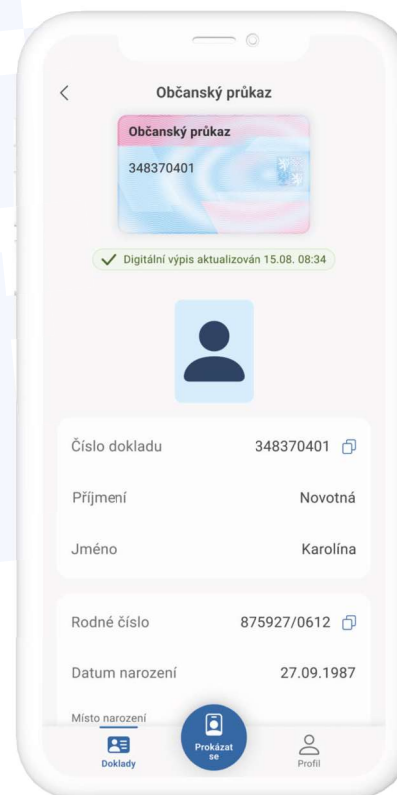 Občanský průkaz
Občanský průkaz
348370401
Digitální výpis aktualizován 15.08. 08:34
Číslo dokladu 348370401
Příjmení Novotná
Jméno Karolína
Rodné číslo 875927/0612
Datum narození 27.09.1987
Místo narození
Doklady
Prokázat
se
Profil